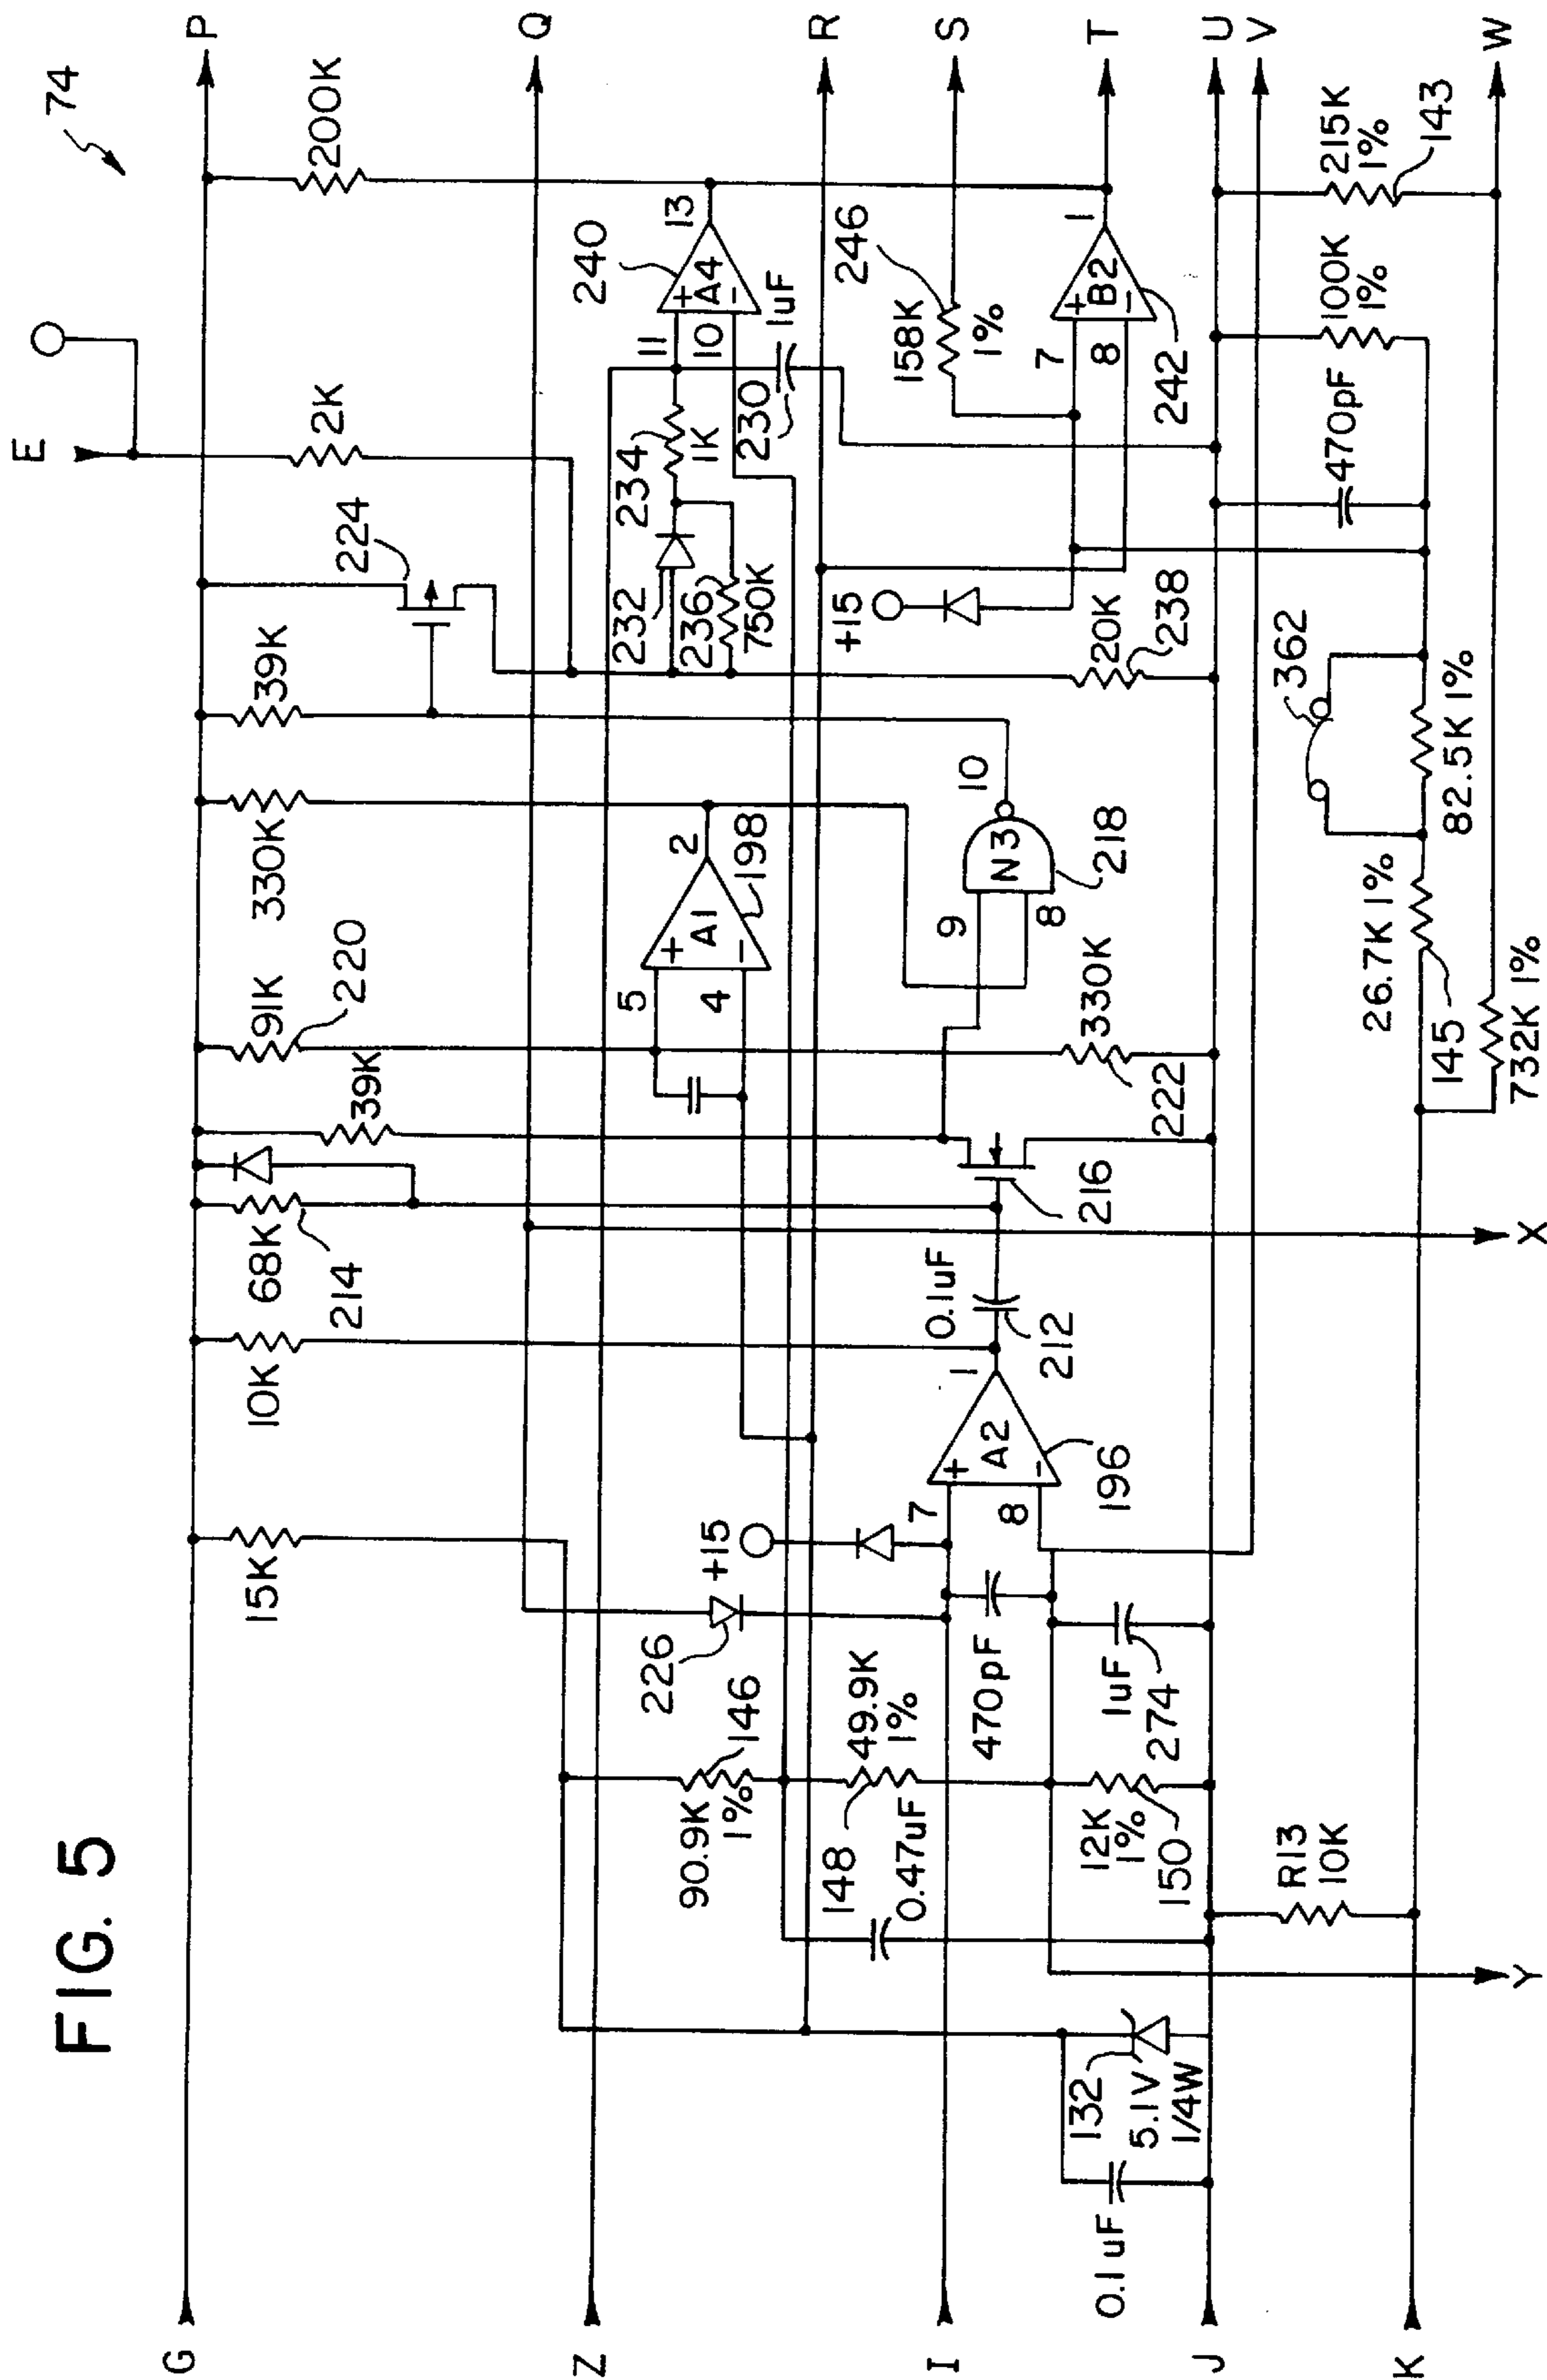 FIG. 5
74
E
P
Q
R
S
T
U
V
W
X
Y
G
Z
I
J
K
15K
10K
68K
214
39K
91K
220
330K
39K
224
2K
200K
226
+15
90.9K
1%
146
148
49.9K
1%
0.47uF
470pF
12K
1%
150
1uF
274
132
5.1V
1/4W
0.1uF
R13
10K
7
8
+
-
A2
1
196
0.1uF
212
216
5
4
+
-
A1
2
198
330K
222
9
8
N3
10
218
232
234
1K
236
750K
230
1uF
11
10
+
-
A4
13
240
+15
20K
238
158K
1%
246
7
8
+
-
B2
1
242
362
470pF
100K
1%
215K
1%
143
26.7K 1%
145
82.5K 1%
732K 1%